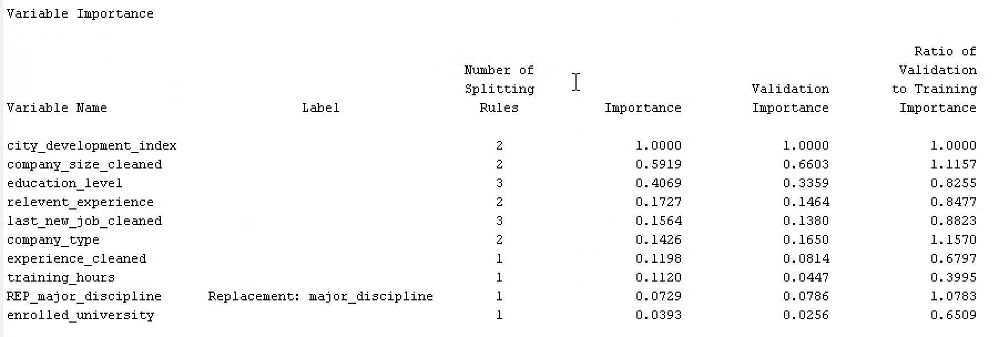 Variable Importance
Ratio of
Number of Validation
Splitting Validation to Training
Variable Name Label Rules Importance Importance Importance
city_development_index 2 1.0000 1.0000 1.0000
company_size_cleaned 2 0.5919 0.6603 1.1157
education_level 3 0.4069 0.3359 0.8255
relevent_experience 2 0.1727 0.1464 0.8477
last_new_job_cleaned 3 0.1564 0.1380 0.8823
company_type 2 0.1426 0.1650 1.1570
experience_cleaned 1 0.1198 0.0814 0.6797
training_hours 1 0.1120 0.0447 0.3995
REP_major_discipline Replacement: major_discipline 1 0.0729 0.0786 1.0783
enrolled_university 1 0.0393 0.0256 0.6509